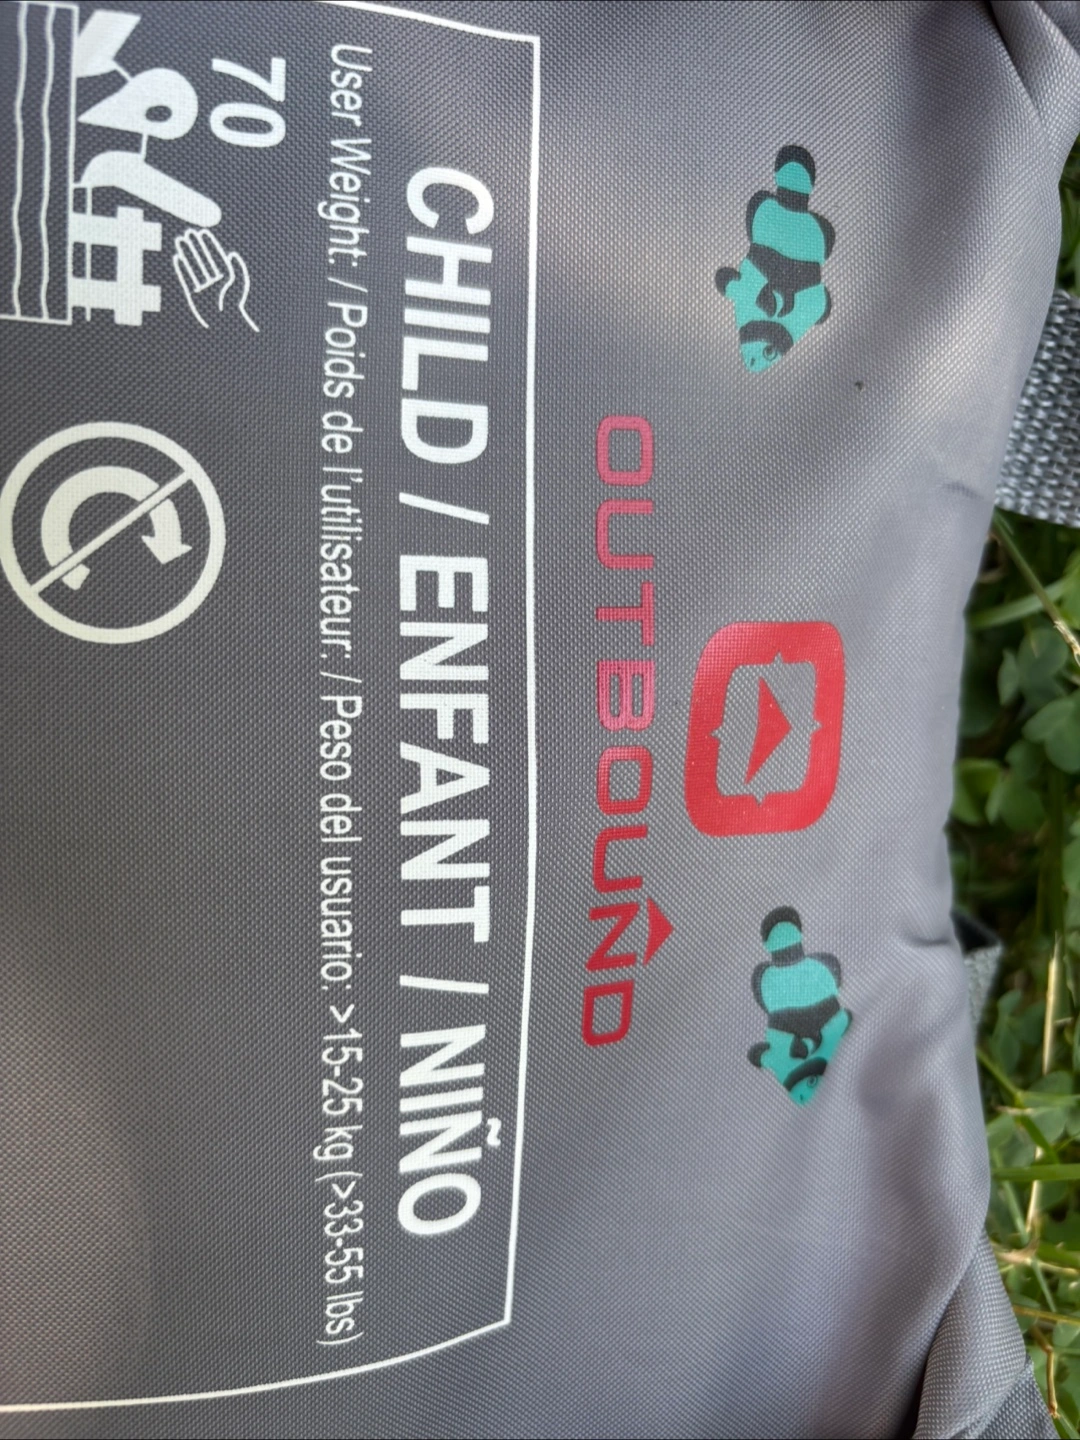 OUTBOUND
CHILD / ENFANT / NIÑO
User Weight: / Poids de l'utilisateur: / Peso del usuario: >15-25 kg (>33-55 lbs)
70